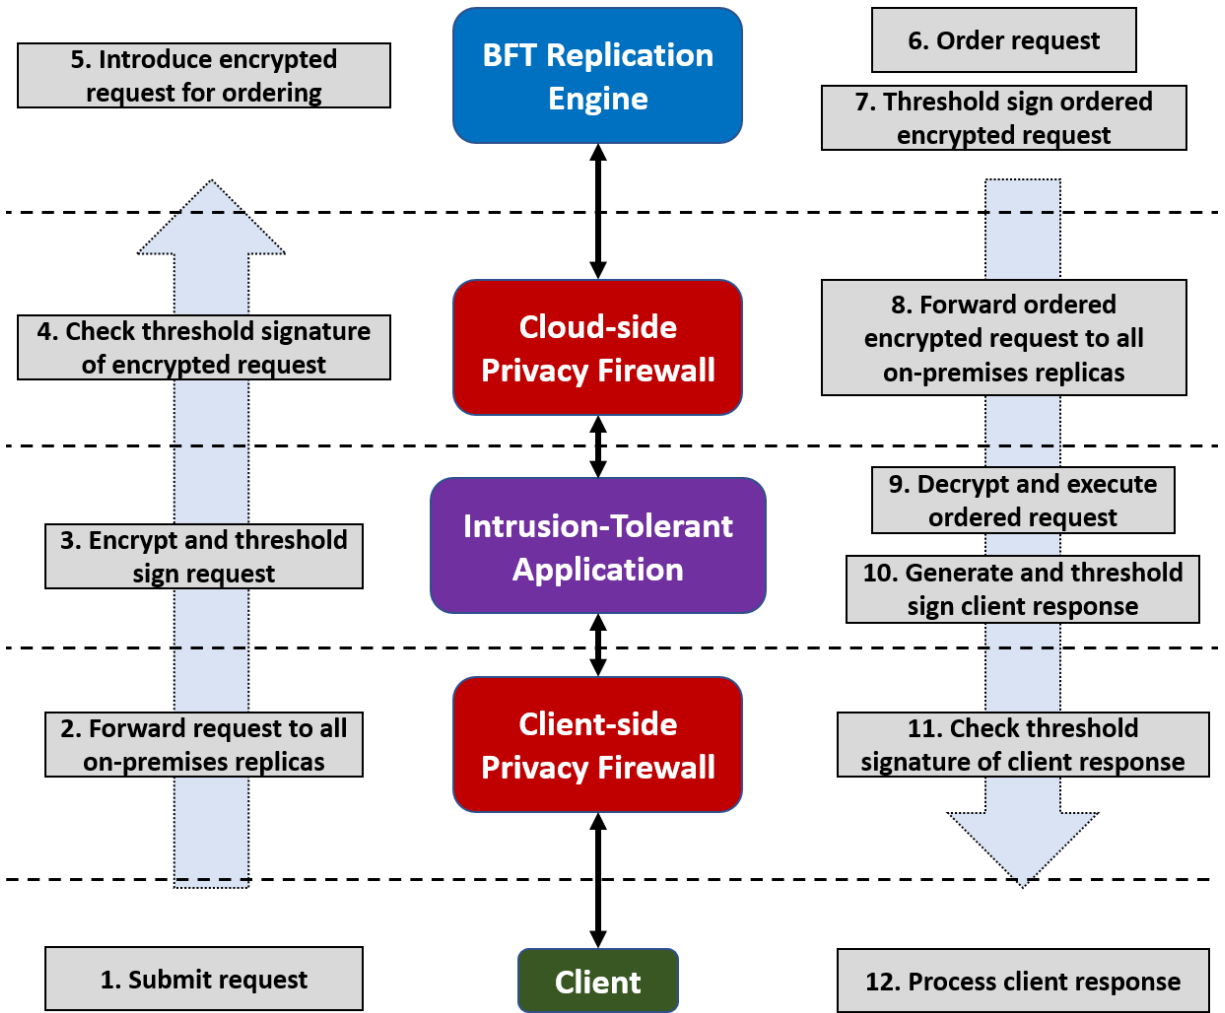 5. Introduce encrypted
request for ordering
BFT Replication
Engine
6. Order request
7. Threshold sign ordered
encrypted request
4. Check threshold signature
of encrypted request
Cloud-side
Privacy Firewall
8. Forward ordered
encrypted request to all
on-premises replicas
3. Encrypt and threshold
sign request
Intrusion-Tolerant
Application
9. Decrypt and execute
ordered request
10. Generate and threshold
sign client response
2. Forward request to all
on-premises replicas
Client-side
Privacy Firewall
11. Check threshold
signature of client response
1. Submit request
Client
12. Process client response